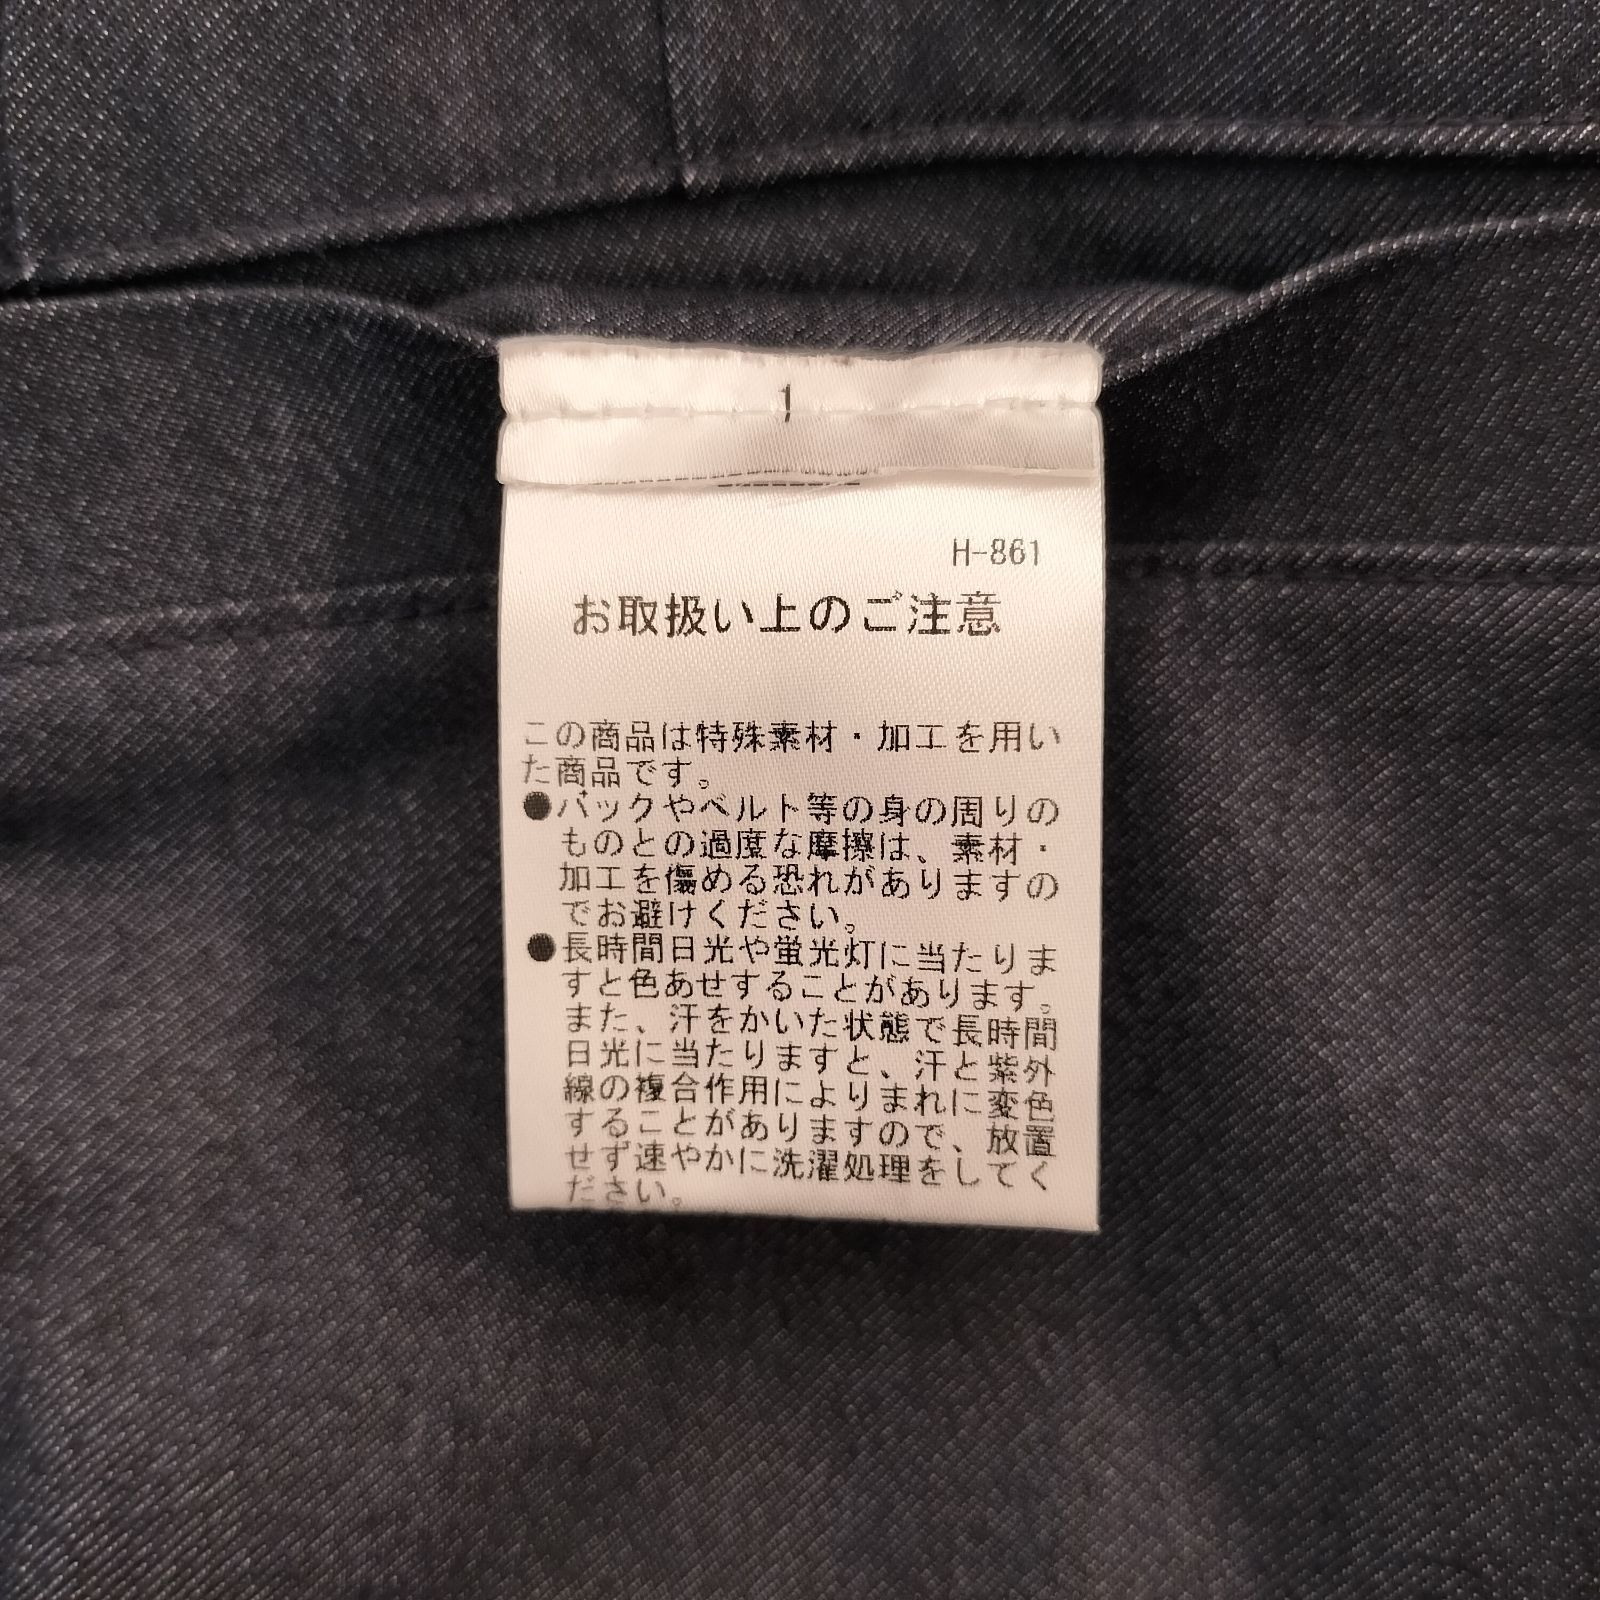 1
H-861
お取扱い上のご注意
この商品は特殊素材・加工を用い
た商品です。
●バックやベルト等の身の周りの
ものとの過度な摩擦は、素材・
加工を傷める恐れがありますの
でお避けください。
●長時間日光や蛍光灯に当たりま
すと色あせすることがあります。
また、汗をかいた状態で長時間
日光に当たりますと、汗と紫外
線の複合作用によりまれに変色
することがありますので、放置
せず速やかに洗濯処理をしてく
ださい。